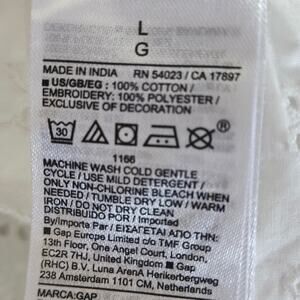 L
G
MADE IN INDIA RN 54023 / CA 17897
US/GB/EG : 100% COTTON /
EMBROIDERY: 100% POLYESTER /
EXCLUSIVE OF DECORATION
30
1166
MACHINE WASH COLD GENTLE
CYCLE / USE MILD DETERGENT /
ONLY NON-CHLORINE BLEACH WHEN
NEEDED / TUMBLE DRY LOW / WARM
IRON / DO NOT DRY CLEAN
DISTRIBUIDO POR / Imported
By/Importe Par / ΕΙΣΑΓΕΤΑΙ ΑΠΟ ΤΗΝ:
Gap Europe Limited c/o TMF Group
13th Floor, One Angel Court, London,
EC2R 7HJ, United Kingdom Gap
(RHC) B.V. Luna ArenA Herikerbergweg
238 Amsterdam 1101 CM, Netherlands
MARCA:GAP